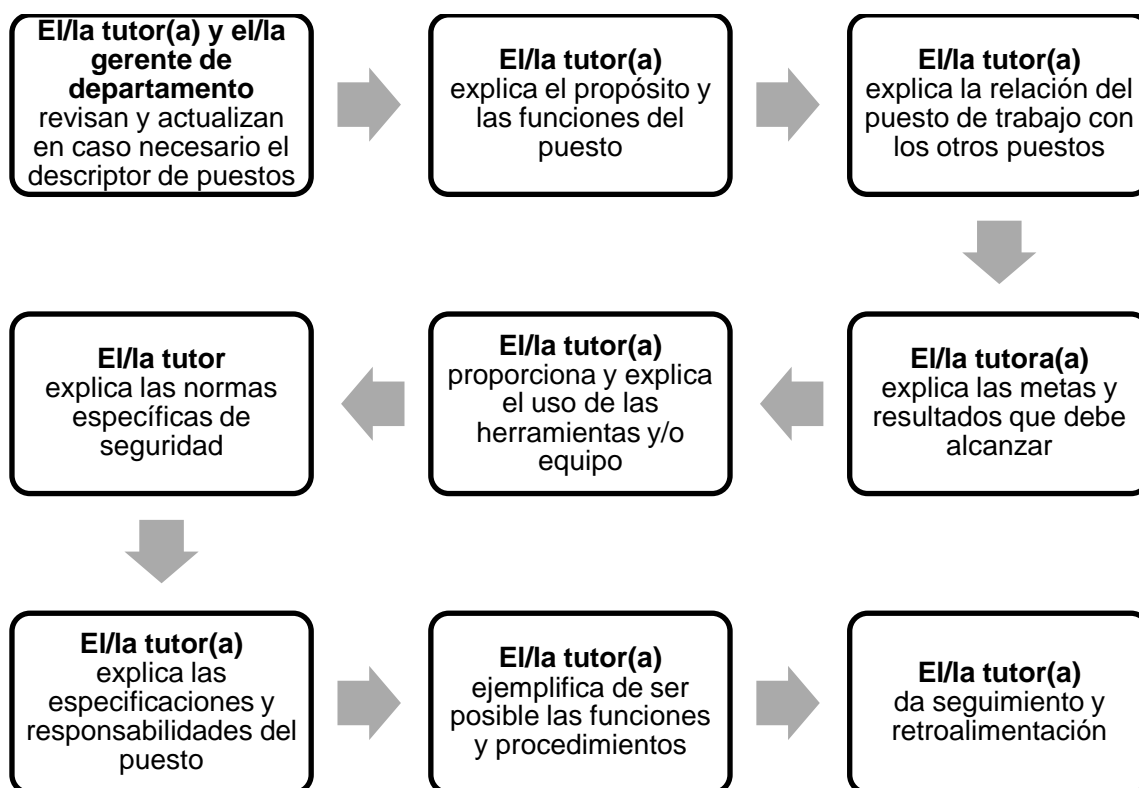 El/la tutor(a) y el/la
gerente de
departamento
revisan y actualizan
en caso necesario el
descriptor de puestos
El/la tutor(a)
explica el propósito y
las funciones del
puesto
El/la tutor(a)
explica la relación del
puesto de trabajo con
los otros puestos
El/la tutora(a)
explica las metas y
resultados que debe
alcanzar
El/la tutor(a)
proporciona y explica
el uso de las
herramientas y/o
equipo
El/la tutor
explica las normas
específicas de
seguridad
El/la tutor(a)
explica las
especificaciones y
responsabilidades del
puesto
El/la tutor(a)
ejemplifica de ser
posible las funciones
y procedimientos
El/la tutor(a)
da seguimiento y
retroalimentación